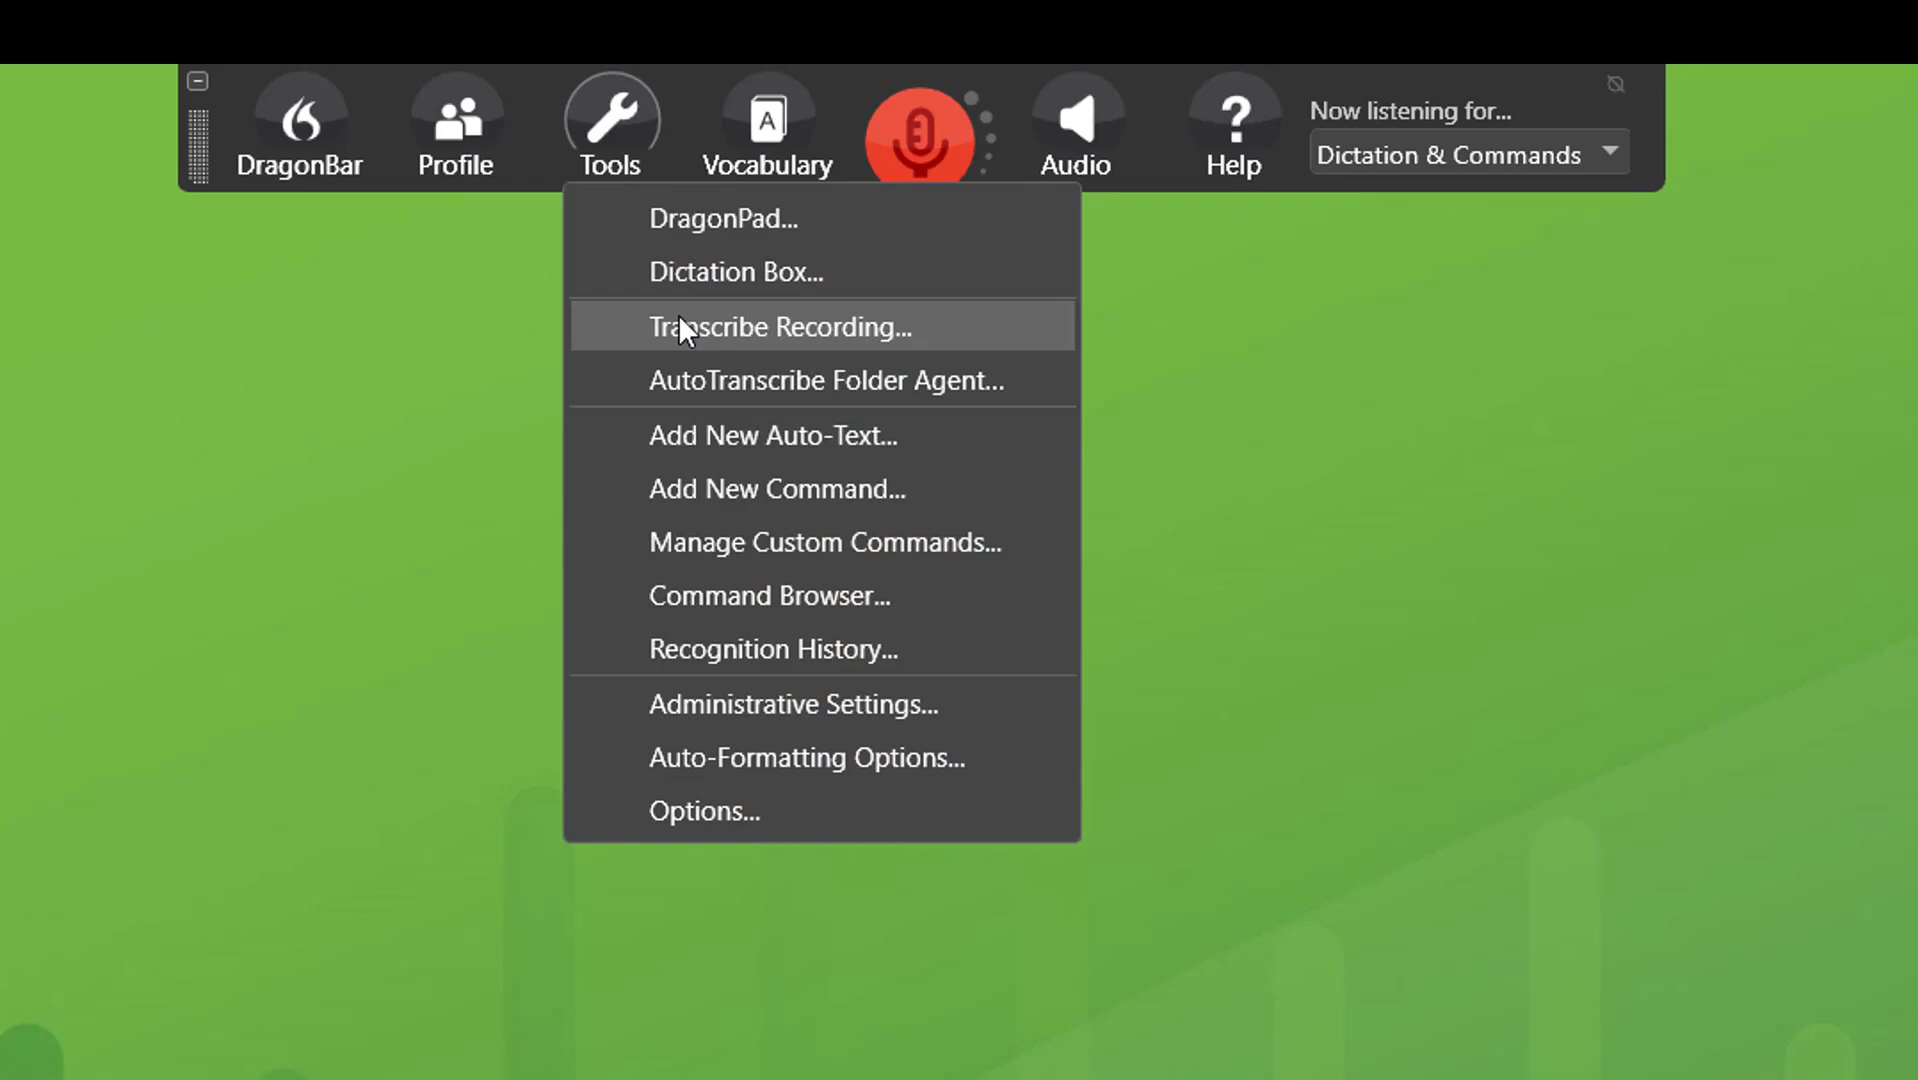 DragonBar
Profile
Tools
Vocabulary
Audio
Help
Now listening for...
Dictation & Commands
DragonPad...
Dictation Box...
Transcribe Recording...
AutoTranscribe Folder Agent...
Add New Auto-Text...
Add New Command...
Manage Custom Commands...
Command Browser...
Recognition History...
Administrative Settings...
Auto-Formatting Options...
Options...